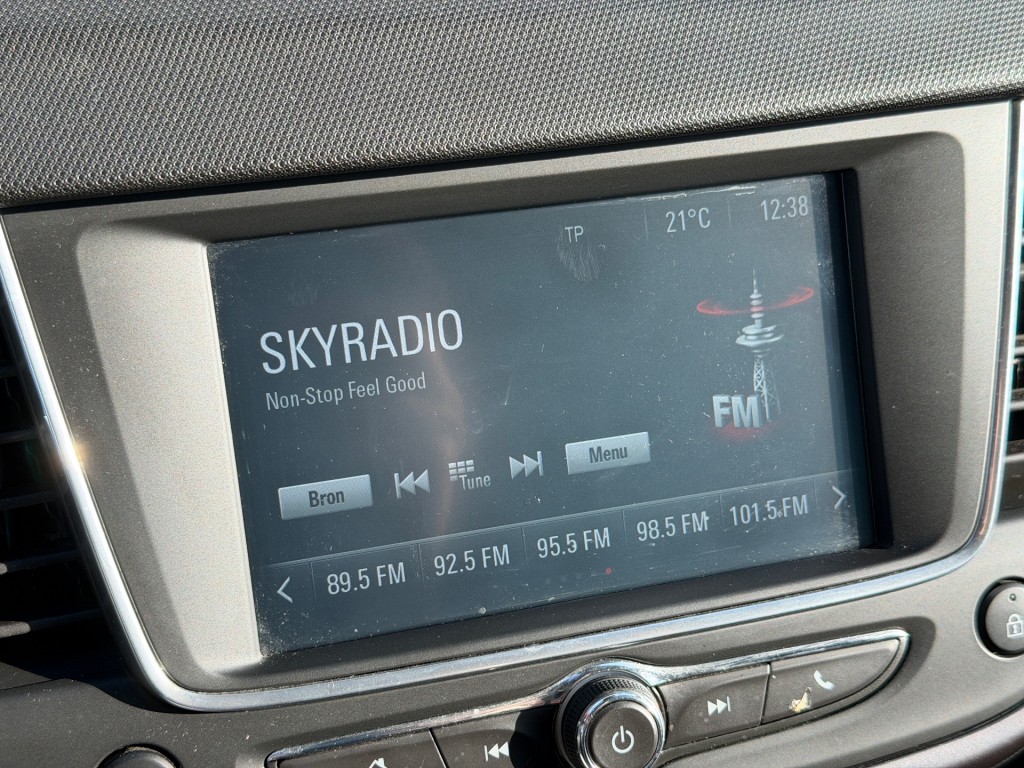 TP 21°C 12:38
SKYRADIO
Non-Stop Feel Good
FM
Bron Tune Menu
89.5 FM 92.5 FM 95.5 FM 98.5 FM 101.5 FM